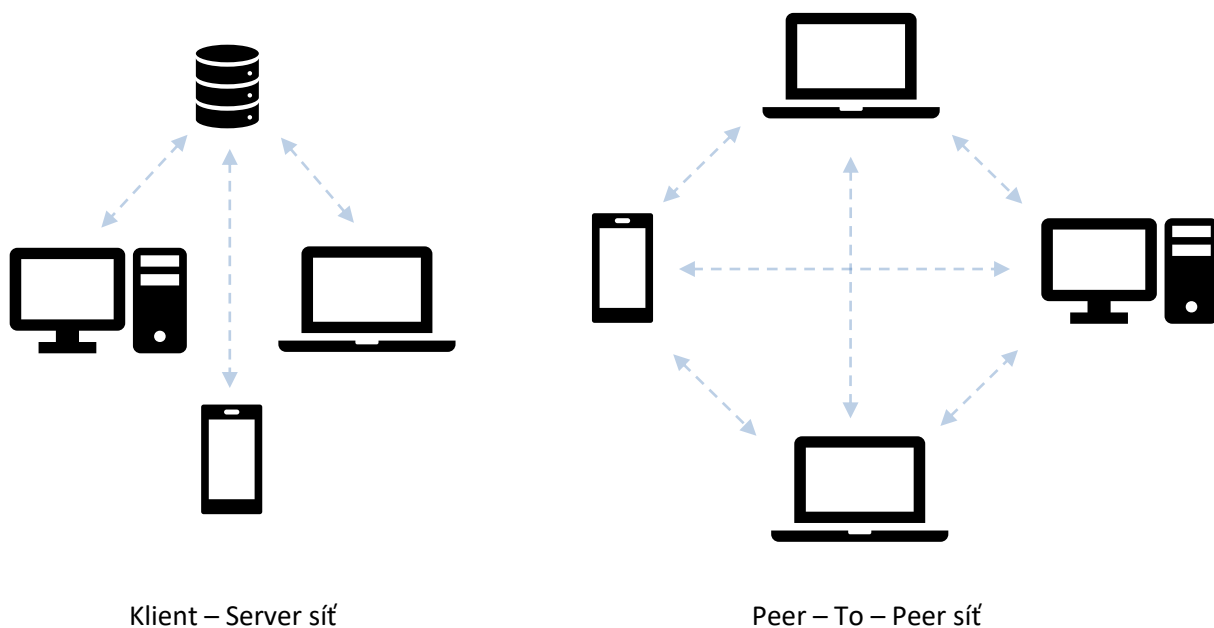 Klient – Server síť
Peer – To – Peer síť